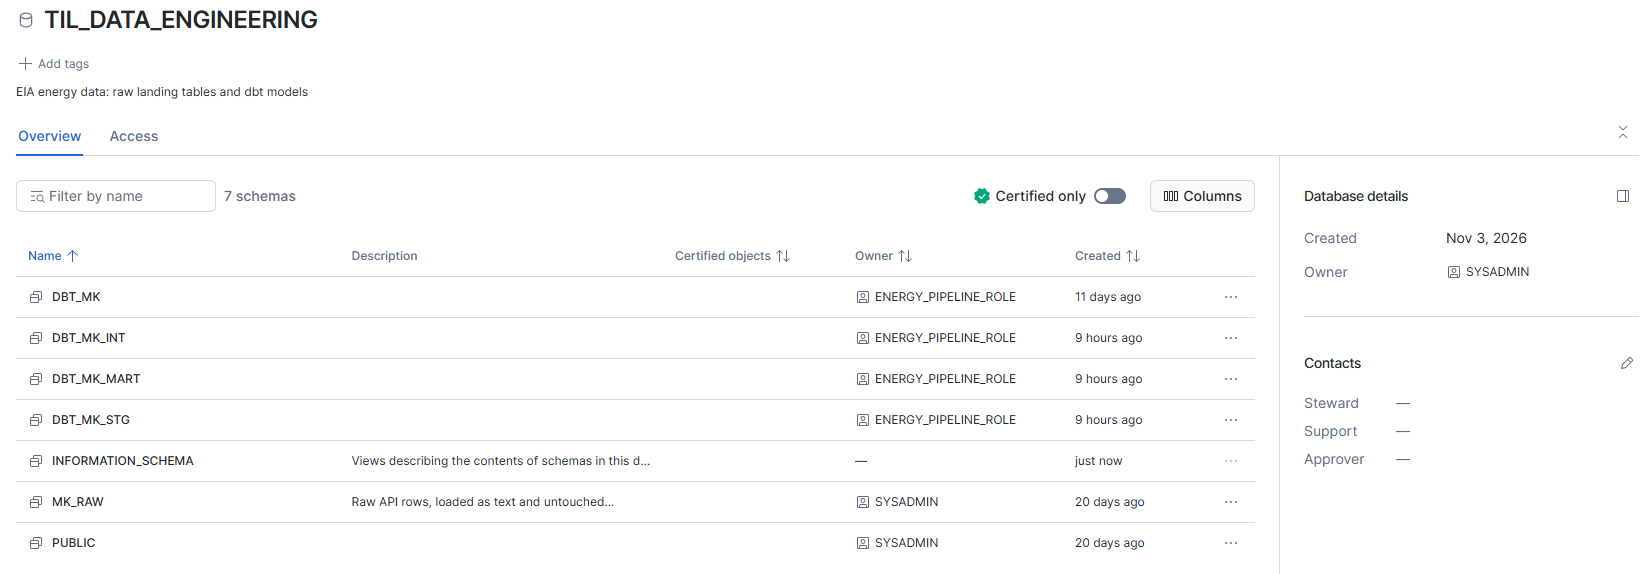 TIL_DATA_ENGINEERING
Add tags
EIA energy data: raw landing tables and dbt models
Overview Access
Filter by name 7 schemas Certified only Columns
Name Description Certified objects Owner Created
DBT_MK ENERGY_PIPELINE_ROLE 11 days ago ...
DBT_MK_INT ENERGY_PIPELINE_ROLE 9 hours ago ...
DBT_MK_MART ENERGY_PIPELINE_ROLE 9 hours ago ...
DBT_MK_STG ENERGY_PIPELINE_ROLE 9 hours ago ...
INFORMATION_SCHEMA Views describing the contents of schemas in this d... — just now ...
MK_RAW Raw API rows, loaded as text and untouched... SYSADMIN 20 days ago ...
PUBLIC SYSADMIN 20 days ago ...
Database details
Created Nov 3, 2026
Owner SYSADMIN
Contacts
Steward —
Support —
Approver —